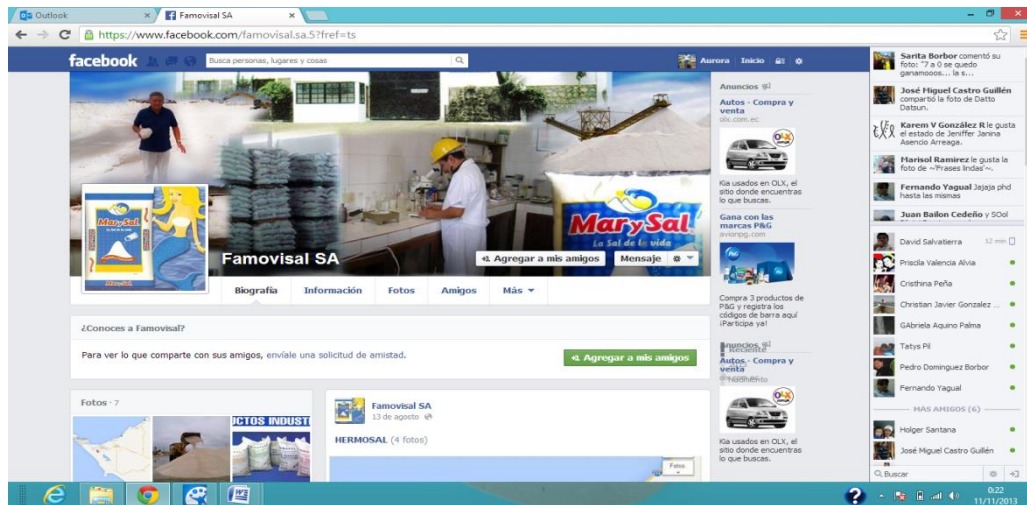 Outlook
Famovisal SA
https://www.facebook.com/famovisal.sa.5?fref=ts
facebook
Busca personas, lugares y cosas
Aurora Inicio
MarySal
MarySal
La Sal de la vida
MarySal
Famovisal SA
Agregar a mis amigos
Mensaje
Biografía Información Fotos Amigos Más
¿Conoces a Famovisal?
Para ver lo que comparte con sus amigos, envíale una solicitud de amistad.
Agregar a mis amigos
Fotos · 7
CTOS INDUSTI
Famovisal SA
13 de agosto
HERMOSAL (4 fotos)
Fotos
Anuncios
Autos - Compra y
venta
olx.com.ec
OLX
Kia usados en OLX, el
sitio donde encuentras
lo que buscas.
Gana con las
marcas P&G
avionpg.com
P&G
Compra 3 productos de
P&G y registra los
códigos de barra aquí
¡Participa ya!
Anuncios
Reciente
Autos - Compra y
venta
OLX
Kia usados en OLX, el
sitio donde encuentras
lo que buscas.
Sarita Borbor comentó su
foto: "7 a 0 se quedo
ganamooos... la s...
José Miguel Castro Guillén
compartió la foto de Datto
Datsun.
Karem V González R le gusta
el estado de Jeniffer Janina
Asencio Arreaga.
Marisol Ramirez le gusta la
foto de ~Frases lindas'~.
Fernando Yagual Jajaja phd
hasta las mismas
Juan Bailon Cedeño y SOol
David Salvatierra 12 min
Priscila Valencia Alvia
Cristhina Peña
Christian Javier Gonzalez ...
GAbriela Aquino Palma
Tatys Pil
Pedro Dominguez Borbor
Fernando Yagual
MÁS AMIGOS (6)
Holger Santana
José Miguel Castro Guillén
Buscar
0:22
11/11/2013